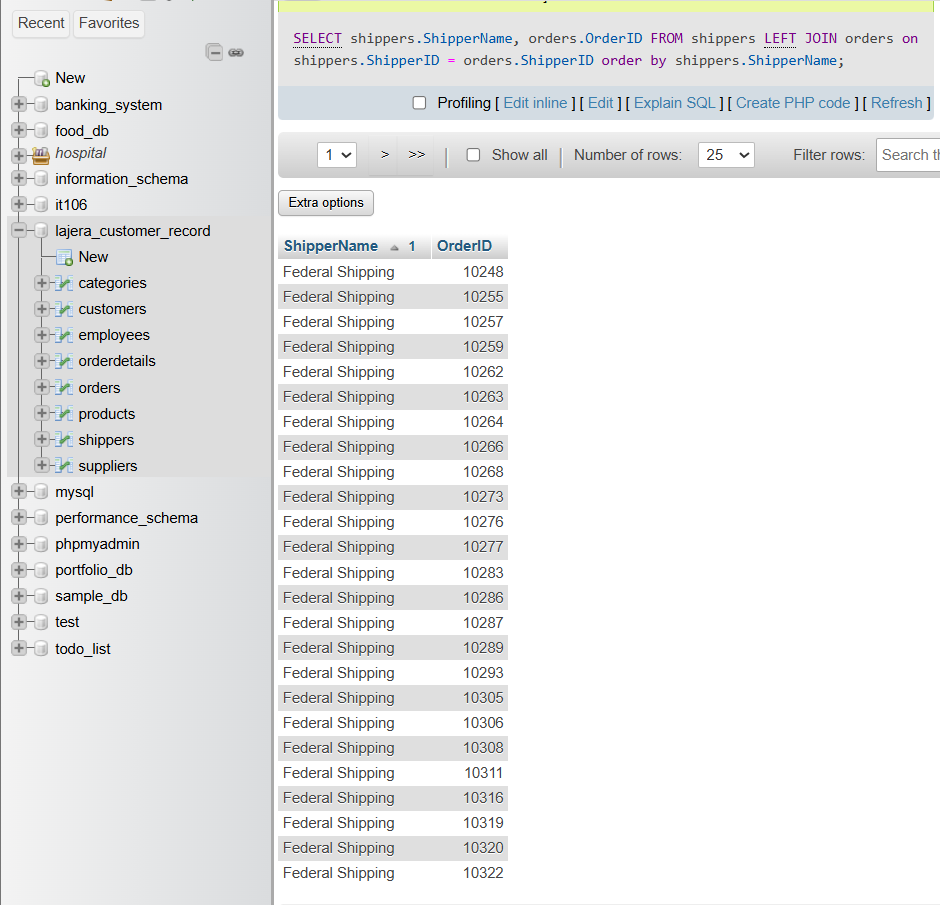 Recent Favorites
New
banking_system
food_db
hospital
information_schema
it106
lajera_customer_record
New
categories
customers
employees
orderdetails
orders
products
shippers
suppliers
mysql
performance_schema
phpmyadmin
portfolio_db
sample_db
test
todo_list
SELECT shippers.ShipperName, orders.OrderID FROM shippers LEFT JOIN orders on
shippers.ShipperID = orders.ShipperID order by shippers.ShipperName;
Profiling [ Edit inline ] [ Edit ] [ Explain SQL ] [ Create PHP code ] [ Refresh ]
1 > >> | Show all | Number of rows: 25 Filter rows: Search th
Extra options
ShipperName 1 OrderID
Federal Shipping 10248
Federal Shipping 10255
Federal Shipping 10257
Federal Shipping 10259
Federal Shipping 10262
Federal Shipping 10263
Federal Shipping 10264
Federal Shipping 10266
Federal Shipping 10268
Federal Shipping 10273
Federal Shipping 10276
Federal Shipping 10277
Federal Shipping 10283
Federal Shipping 10286
Federal Shipping 10287
Federal Shipping 10289
Federal Shipping 10293
Federal Shipping 10305
Federal Shipping 10306
Federal Shipping 10308
Federal Shipping 10311
Federal Shipping 10316
Federal Shipping 10319
Federal Shipping 10320
Federal Shipping 10322